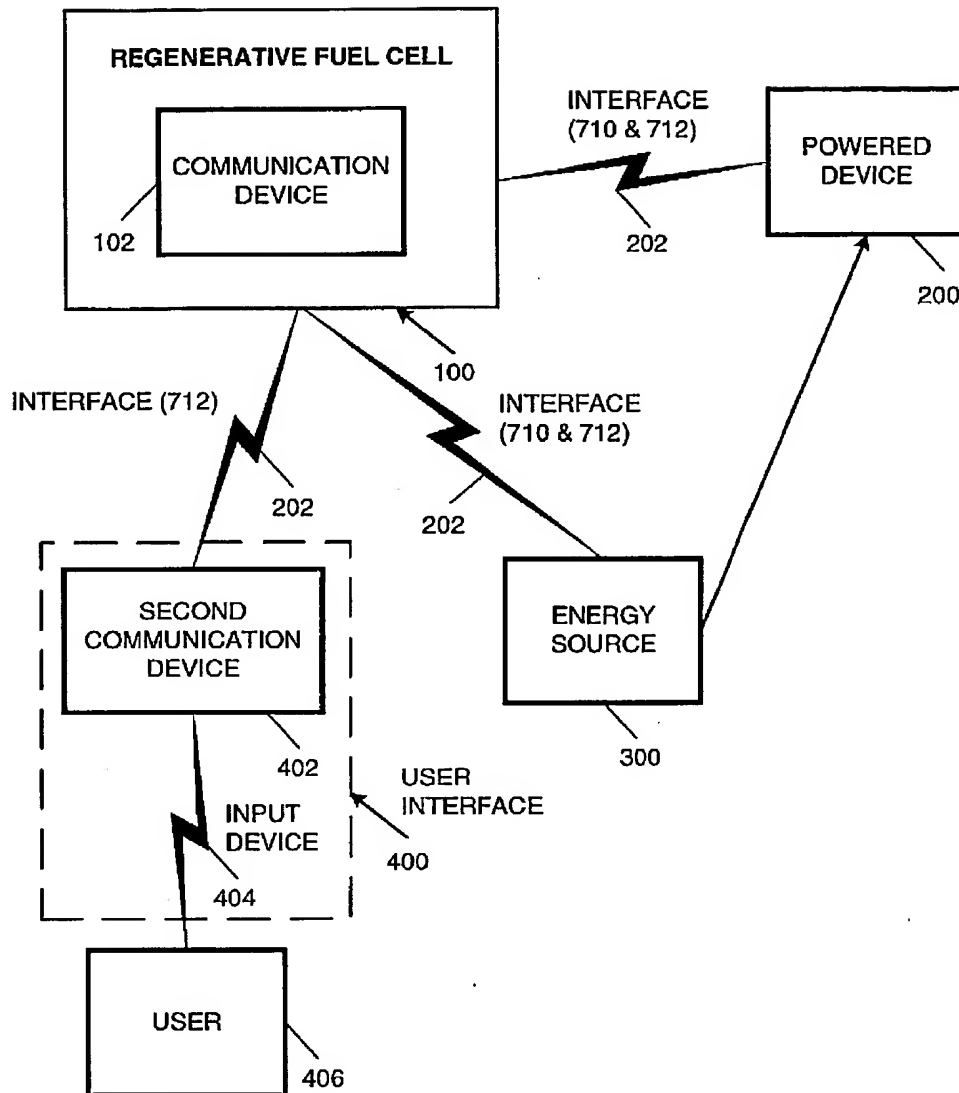 REGENERATIVE FUEL CELL
COMMUNICATION
DEVICE
102
100
INTERFACE
(710 & 712)
202
POWERED
DEVICE
200
INTERFACE (712)
202
INTERFACE
(710 & 712)
202
SECOND
COMMUNICATION
DEVICE
402
ENERGY
SOURCE
300
USER
INTERFACE
400
INPUT
DEVICE
404
USER
406